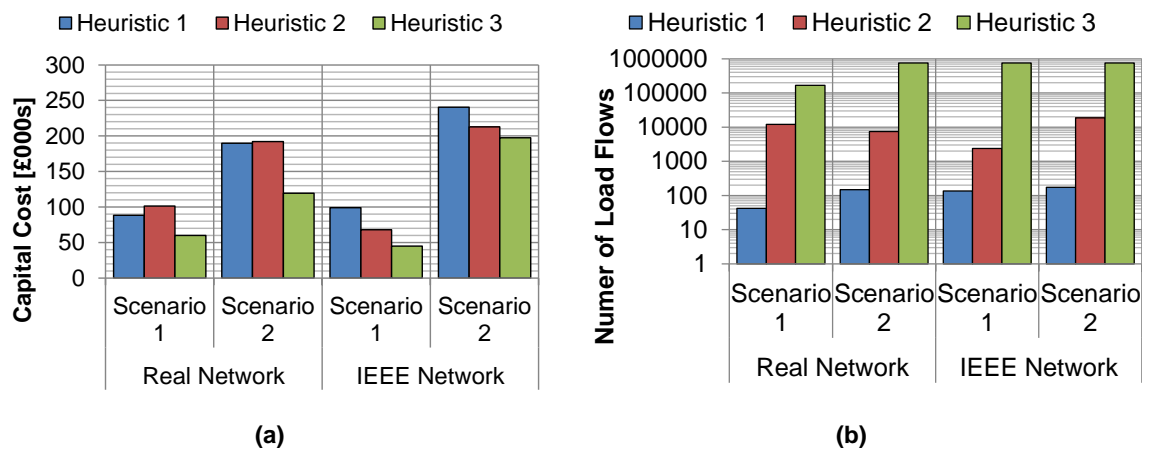 Heuristic 1 Heuristic 2 Heuristic 3
Capital Cost [£000s]
300
250
200
150
100
50
0
Scenario 1 Scenario 2 Scenario 1 Scenario 2
Real Network IEEE Network
(a)
Heuristic 1 Heuristic 2 Heuristic 3
Numer of Load Flows
1000000
100000
10000
1000
100
10
1
Scenario 1 Scenario 2 Scenario 1 Scenario 2
Real Network IEEE Network
(b)